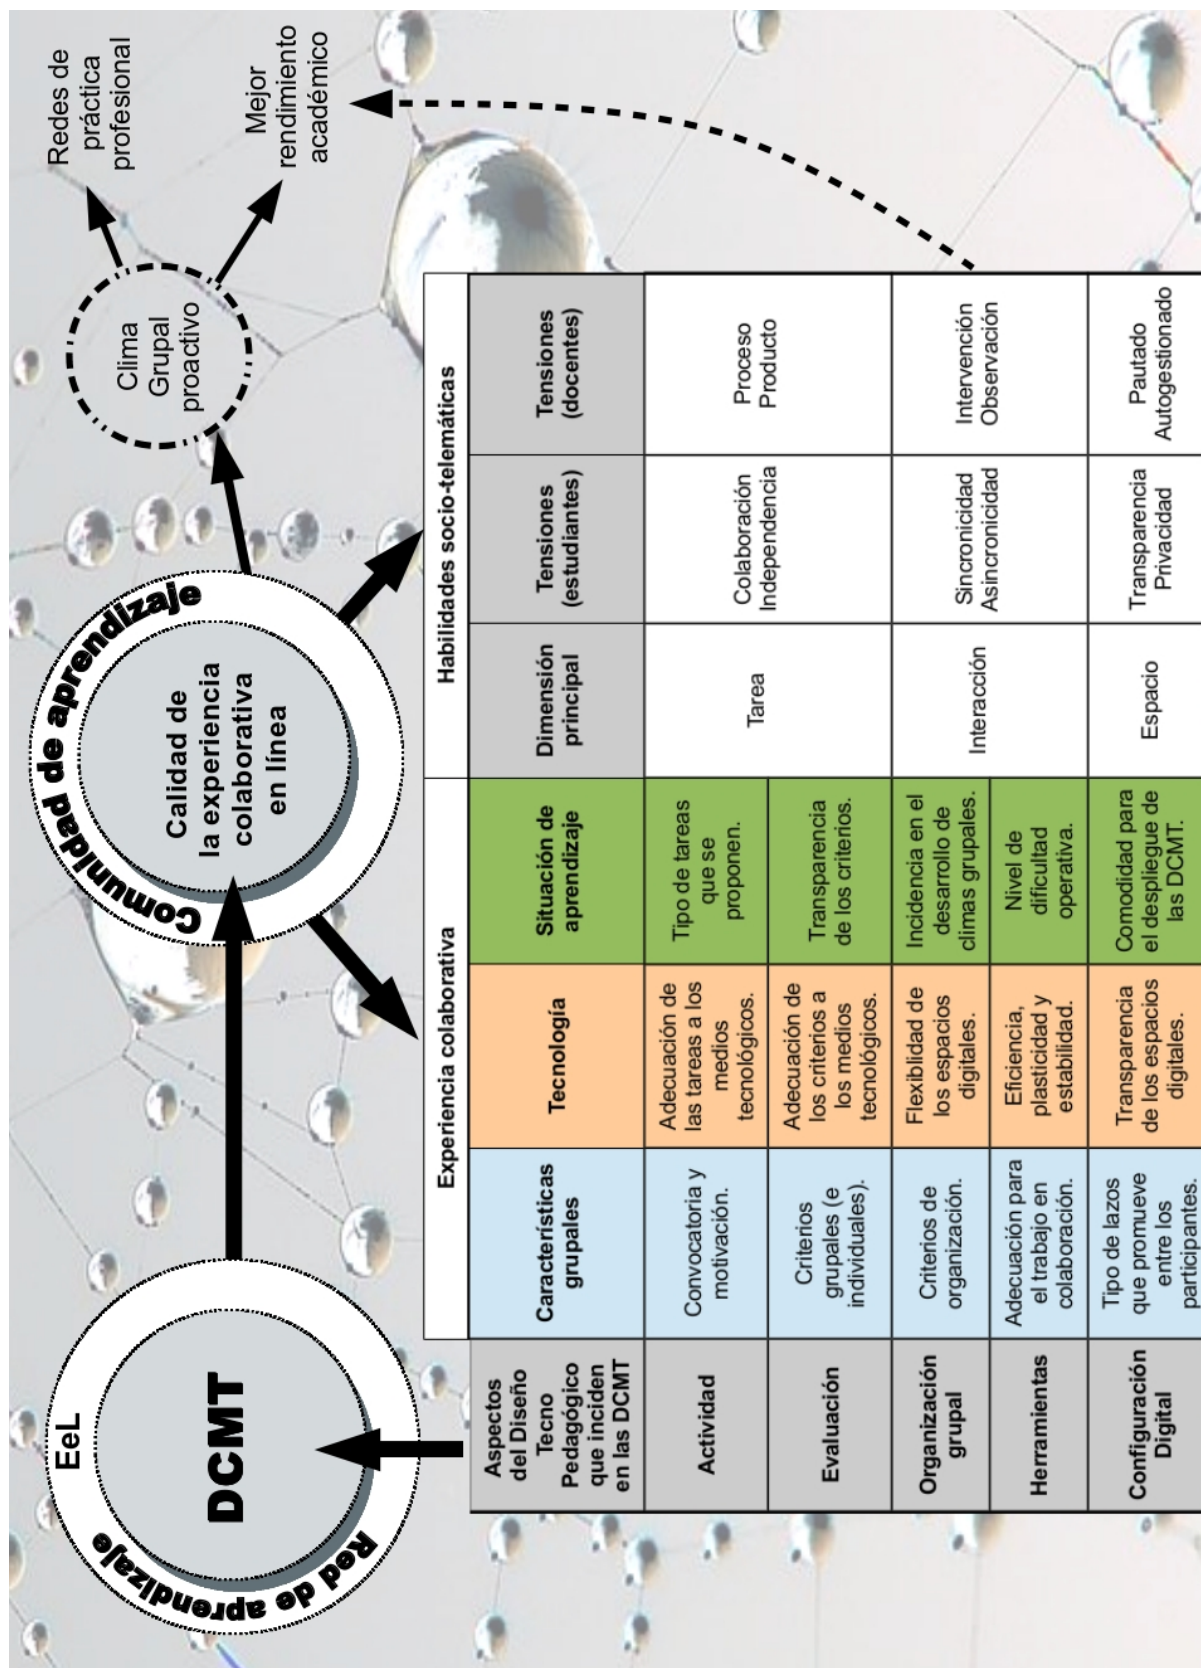 EeL
DCMT
Red de aprendizaje
Comunidad de aprendizaje
Calidad de
la experiencia
colaborativa
en línea
Clima
Grupal
proactivo
Redes de
práctica
profesional
Mejor
rendimiento
académico
Experiencia colaborativa
Habilidades socio-telemáticas
Aspectos
del Diseño
Tecno
Pedagógico
que inciden
en las DCMT
Características
grupales
Tecnología
Situación de
aprendizaje
Dimensión
principal
Tensiones
(estudiantes)
Tensiones
(docentes)
Actividad
Convocatoria y
motivación.
Adecuación de
las tareas a los
medios
tecnológicos.
Tipo de tareas
que se
proponen.
Tarea
Colaboración
Independencia
Proceso
Producto
Evaluación
Criterios
grupales (e
individuales).
Adecuación de
los criterios a
los medios
tecnológicos.
Transparencia
de los criterios.
Organización
grupal
Criterios de
organización.
Flexiblidad de
los espacios
digitales.
Incidencia en el
desarrollo de
climas grupales.
Interacción
Sincronicidad
Asincronicidad
Intervención
Observación
Herramientas
Adecuación para
el trabajo en
colaboración.
Eficiencia,
plasticidad y
estabilidad.
Nivel de
dificultad
operativa.
Configuración
Digital
Tipo de lazos
que promueve
entre los
participantes.
Transparencia
de los espacios
digitales.
Comodidad para
el despliegue de
las DCMT.
Espacio
Transparencia
Privacidad
Pautado
Autogestionado